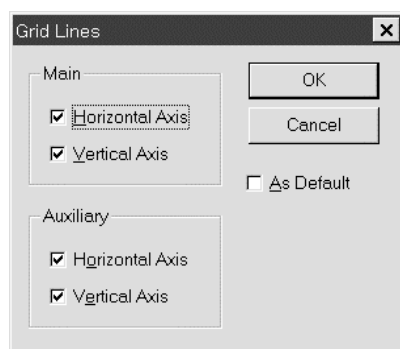 Grid Lines
Main
Horizontal Axis
Vertical Axis
OK
Cancel
As Default
Auxiliary
Horizontal Axis
Vertical Axis